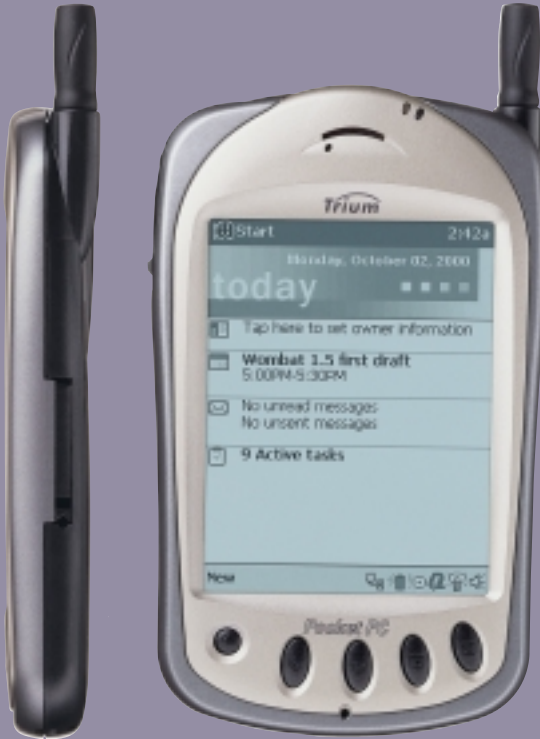 Trium
Start 2:42a
Monday, October 02, 2000
today
Tap here to set owner information
Wombat 1.5 first draft
5:00PM-5:30PM
No unread messages
No unsent messages
9 Active tasks
New
Pocket PC